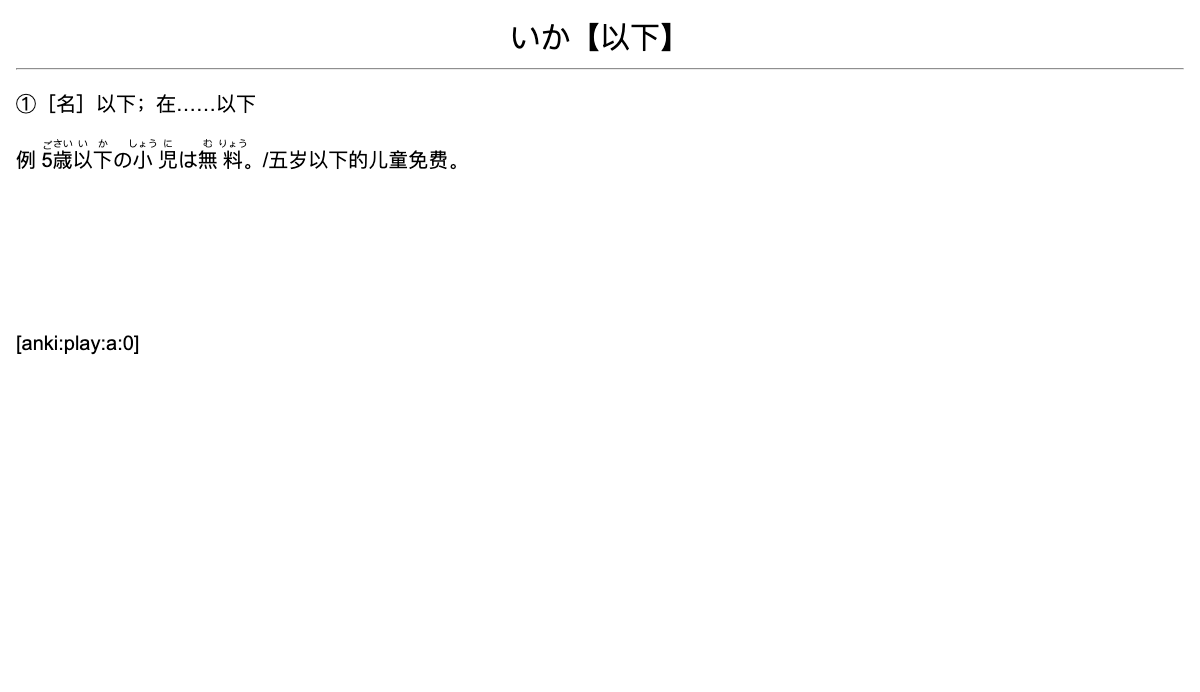 いか【以下】
①［名］以下；在……以下
ごさい い か しょう に む りょう
例 5歳以下の小児は無料。/五岁以下的儿童免费。
[anki:play:a:0]